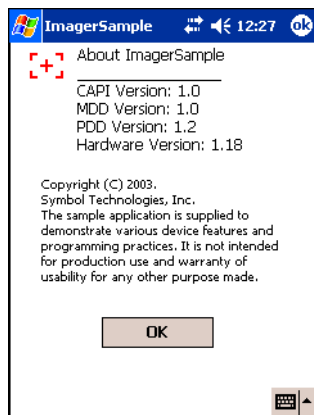 ImagerSample 12:27 ok
About ImagerSample
CAPI Version: 1.0
MDD Version: 1.0
PDD Version: 1.2
Hardware Version: 1.18
Copyright (C) 2003.
Symbol Technologies, Inc.
The sample application is supplied to
demonstrate various device features and
programming practices. It is not intended
for production use and warranty of
usability for any other purpose made.
OK